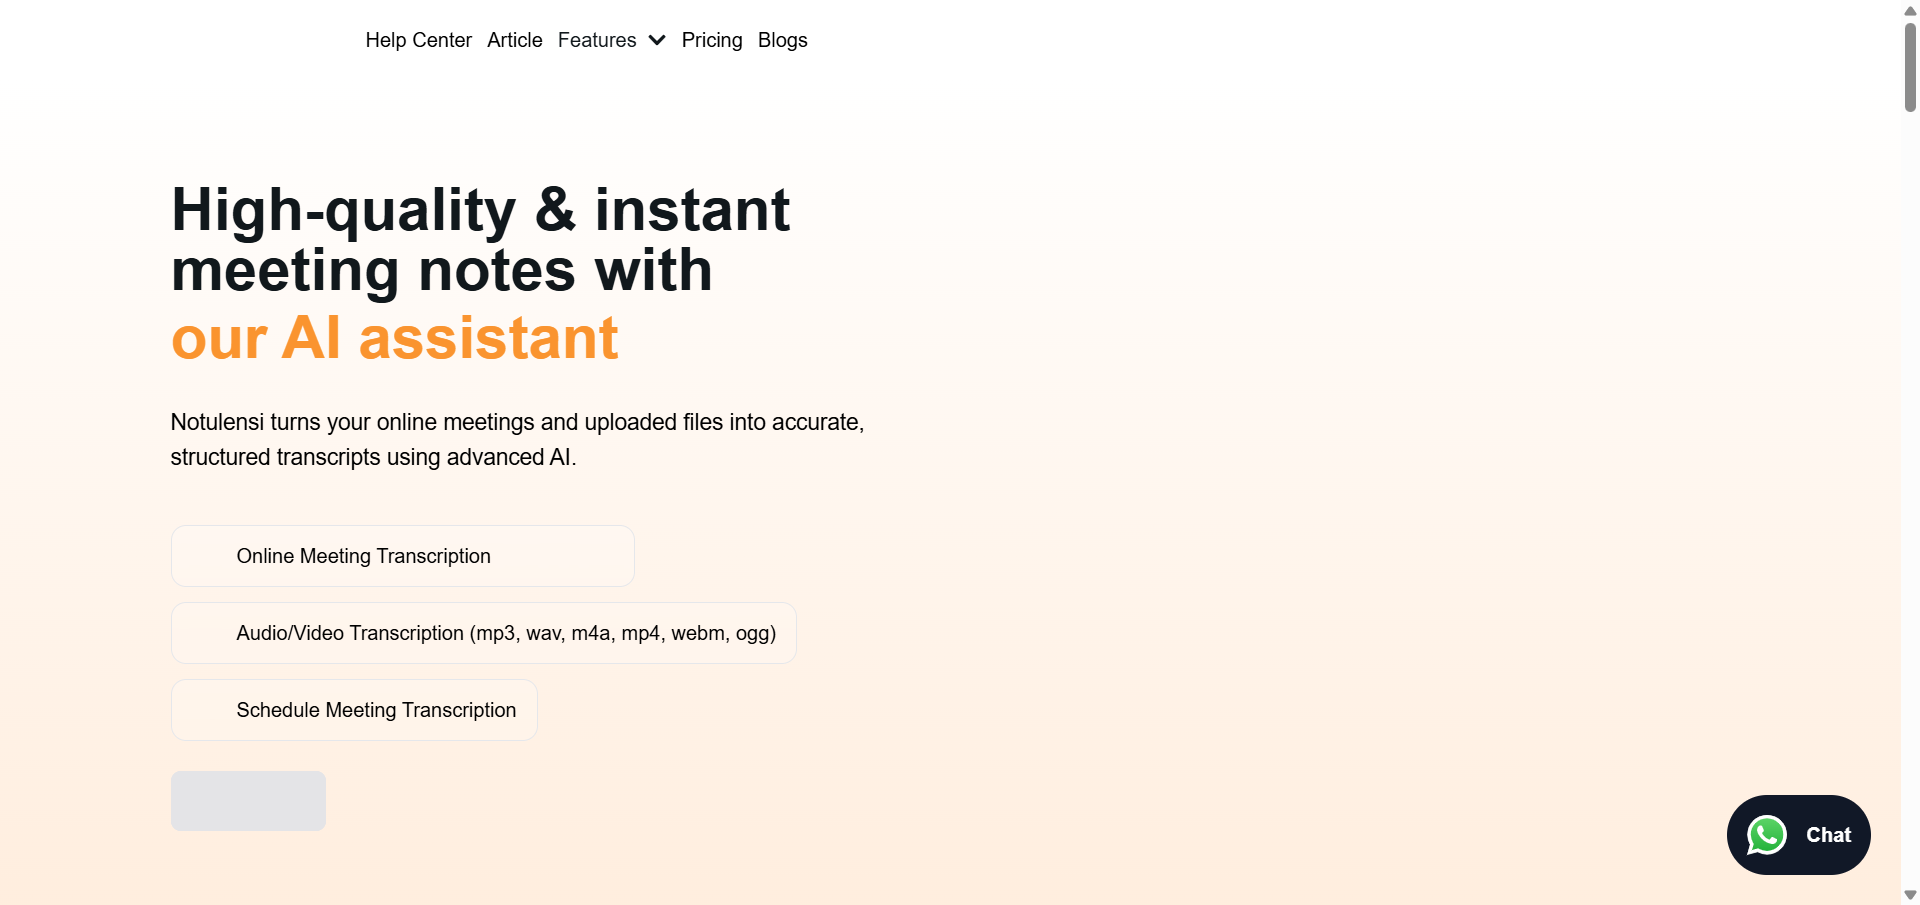 Help Center Article Features Pricing Blogs
High-quality & instant
meeting notes with
our AI assistant
Notulensi turns your online meetings and uploaded files into accurate,
structured transcripts using advanced AI.
Online Meeting Transcription
Audio/Video Transcription (mp3, wav, m4a, mp4, webm, ogg)
Schedule Meeting Transcription
Chat